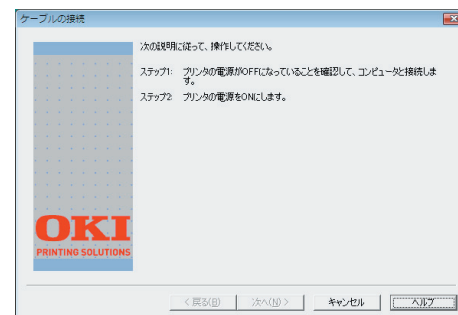 ケーブルの接続
次の説明に従って、操作してください。
ステップ1: プリンタの電源がOFFになっていることを確認して、コンピュータと接続しま
す。
ステップ2: プリンタの電源をONにします。
OKI
PRINTING SOLUTIONS
< 戻る(B) 次へ(N) > キャンセル ヘルプ